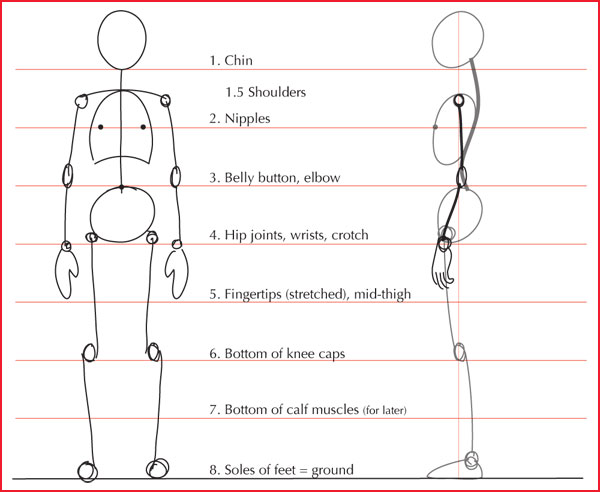 1. Chin
1.5 Shoulders
2. Nipples
3. Belly button, elbow
4. Hip joints, wrists, crotch
5. Fingertips (stretched), mid-thigh
6. Bottom of knee caps
7. Bottom of calf muscles (for later)
8. Soles of feet = ground